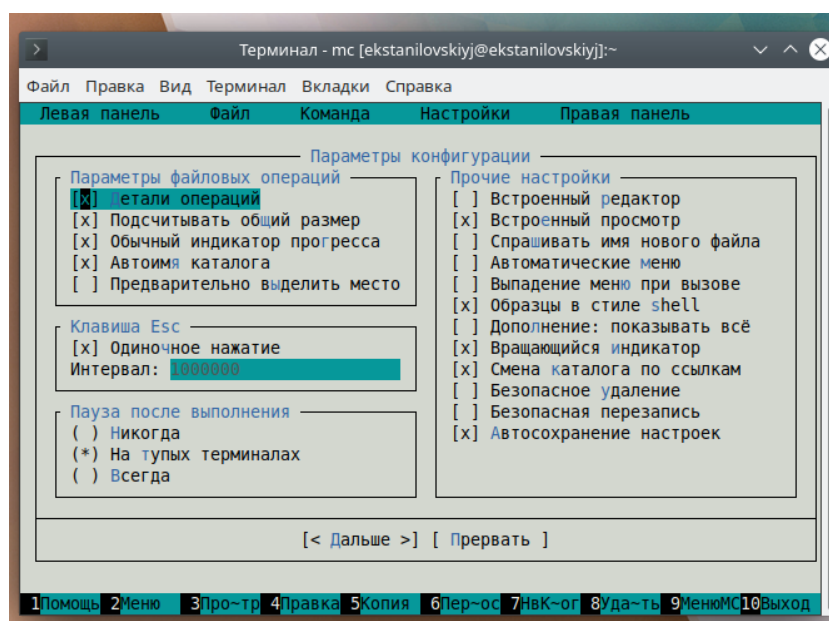 Терминал - mc [ekstanilovskiyj@ekstanilovskiyj]:~
Файл Правка Вид Терминал Вкладки Справка
Левая панель Файл Команда Настройки Правая панель
Параметры конфигурации
Параметры файловых операций
[x] Детали операций
[x] Подсчитывать общий размер
[x] Обычный индикатор прогресса
[x] Автоимя каталога
[ ] Предварительно выделить место
Клавиша Esc
[x] Одиночное нажатие
Интервал: 1000000
Пауза после выполнения
( ) Никогда
(*) На тупых терминалах
( ) Всегда
Прочие настройки
[ ] Встроенный редактор
[x] Встроенный просмотр
[ ] Спрашивать имя нового файла
[ ] Автоматические меню
[ ] Выпадение меню при вызове
[x] Образцы в стиле shell
[ ] Дополнение: показывать всё
[x] Вращающийся индикатор
[x] Смена каталога по ссылкам
[ ] Безопасное удаление
[ ] Безопасная перезапись
[x] Автосохранение настроек
[< Дальше >] [ Прервать ]
1Помощь 2Меню 3Про~тр 4Правка 5Копия 6Пер~ос 7НвК~ог 8Уда~ть 9МенюМС10Выход